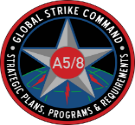 • GLOBAL STRIKE COMMAND •
A5/8
STRATEGIC PLANS, PROGRAMS & REQUIREMENTS